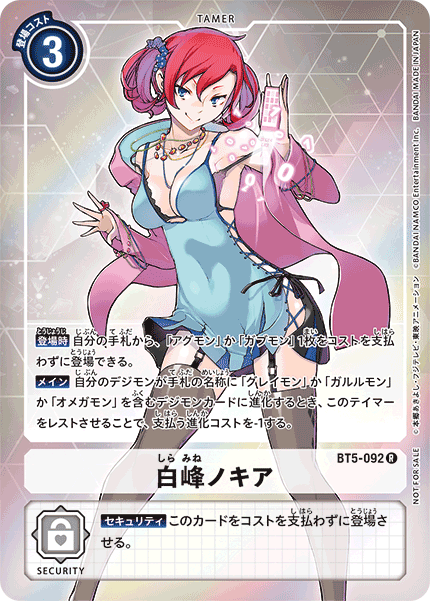 TAMER
登場コスト
3
登場時 自分の手札から、「アグモン」か「ガブモン」1枚をコストを支払
わずに登場できる。
メイン 自分のデジモンが手札の名称に「グレイモン」か「ガルルモン」
か「オメガモン」を含むデジモンカードに進化するとき、このテイマー
をレストさせることで、支払う進化コストを-1する。
しら みね
白峰ノキア
BT5-092 R
セキュリティ このカードをコストを支払わずに登場さ
せる。
SECURITY
©本郷あきよし・フジテレビ・東映アニメーション ©BANDAI NAMCO Entertainment Inc. BANDAI MADE IN JAPAN
NOT FOR SALE